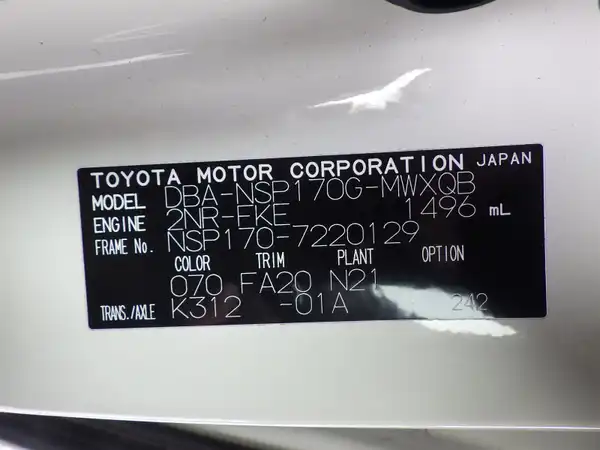 TOYOTA MOTOR CORPORATION JAPAN
MODEL DBA-NSP170G-MWXQB
ENGINE 2NR-FKE 1496 mL
FRAME No. NSP170-7220129
COLOR TRIM PLANT OPTION
070 FA20 N21
TRANS./AXLE K312 -01A 242